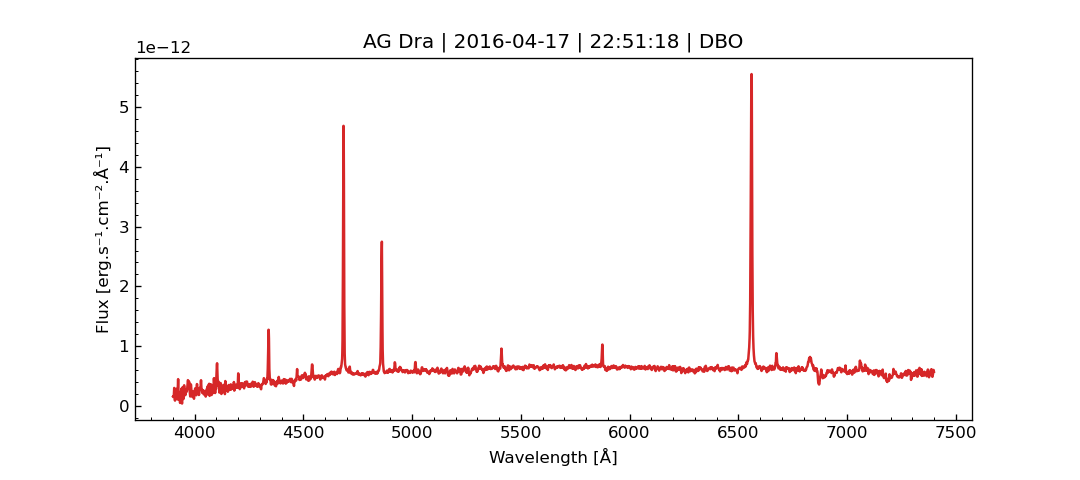 AG Dra | 2016-04-17 | 22:51:18 | DBO
1e−12
Flux [erg.s⁻¹.cm⁻².Å⁻¹]
5
4
3
2
1
0
4000 4500 5000 5500 6000 6500 7000 7500
Wavelength [Å]